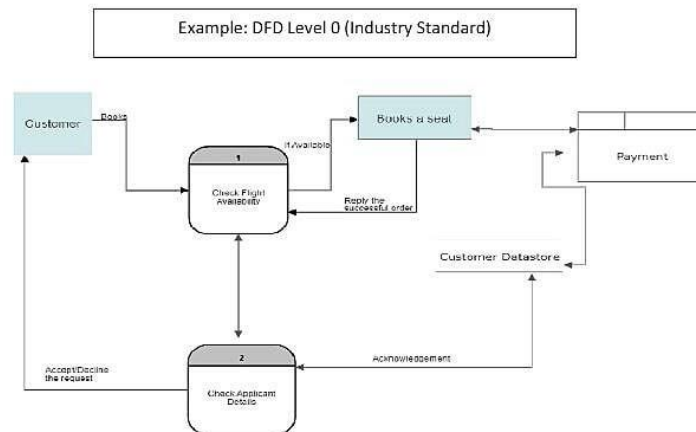 Example: DFD Level 0 (Industry Standard)
Customer
Books
Books a seat
Payment
If Available
1
Check Flight
Availability
Reply the
successful order
Customer Datastore
2
Check Applicant
Details
Acknowledgement
Accept/Decline
the request